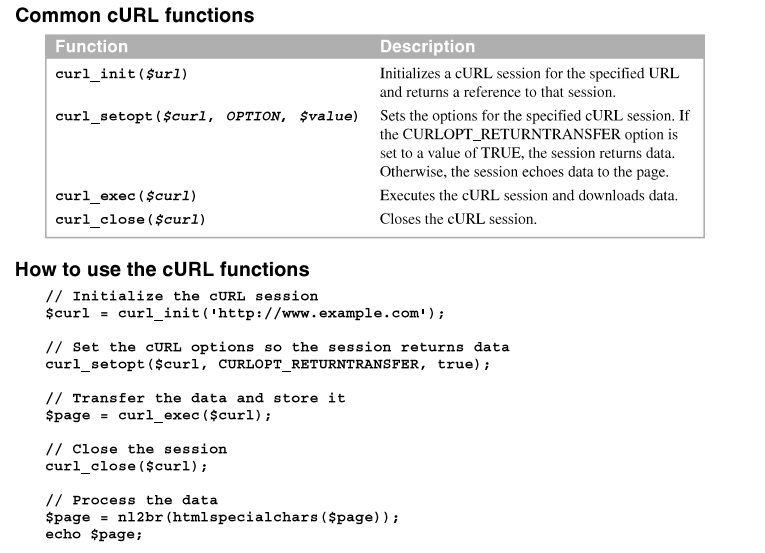 Common cURL functions
Function Description
curl_init($url) Initializes a cURL session for the specified URL
and returns a reference to that session.
curl_setopt($curl, OPTION, $value) Sets the options for the specified cURL session. If
the CURLOPT_RETURNTRANSFER option is
set to a value of TRUE, the session returns data.
Otherwise, the session echoes data to the page.
curl_exec($curl) Executes the cURL session and downloads data.
curl_close($curl) Closes the cURL session.
How to use the cURL functions
// Initialize the cURL session
$curl = curl_init('http://www.example.com');
// Set the cURL options so the session returns data
curl_setopt($curl, CURLOPT_RETURNTRANSFER, true);
// Transfer the data and store it
$page = curl_exec($curl);
// Close the session
curl_close($curl);
// Process the data
$page = nl2br(htmlspecialchars($page));
echo $page;